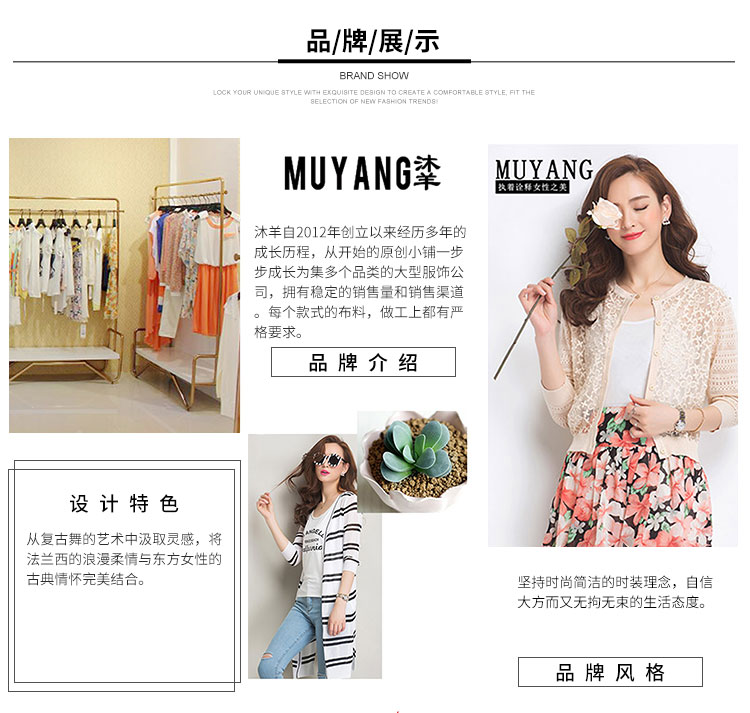 品/牌/展/示
BRAND SHOW
LOCK YOUR UNIQUE STYLE WITH EXQUISITE DESIGN TO CREATE A COMFORTABLE STYLE, FIT THE
SELECTION OF NEW FASHION TRENDS!
MUYANG沐羊
沐羊自2012年创立以来经历多年的
成长历程，从开始的原创小铺一步
步成长为集多个品类的大型服饰公
司，拥有稳定的销售量和销售渠道
。每个款式的布料，做工上都有严
格要求。
品牌介绍
MUYANG
执着诠释女性之美
设计特色
从复古舞的艺术中汲取灵感，将
法兰西的浪漫柔情与东方女性的
古典情怀完美结合。
坚持时尚简洁的时装理念，自信
大方而又无拘无束的生活态度。
品牌风格